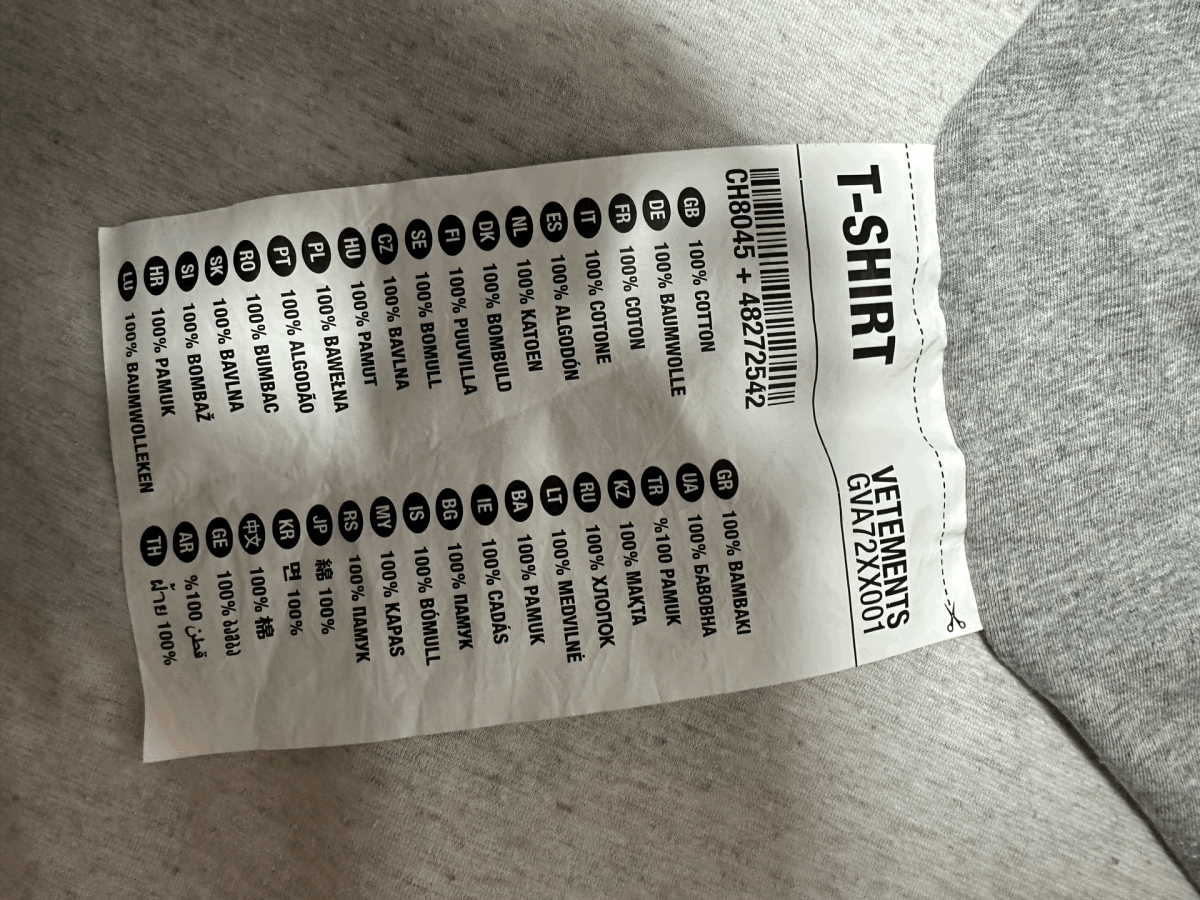 T-SHIRT
VETEMENTS
GVA72XX001
CH8045 + 48272542
GB 100% COTTON
DE 100% BAUMWOLLE
FR 100% COTON
IT 100% COTONE
ES 100% ALGODÓN
NL 100% KATOEN
DK 100% BOMBULD
FI 100% PUUVILLA
SE 100% BOMULL
CZ 100% BAVLNA
HU 100% PAMUT
PL 100% BAWEŁNA
PT 100% ALGODÃO
RO 100% BUMBAC
SK 100% BAVLNA
SI 100% BOMBAŽ
HR 100% PAMUK
LU 100% BAUMWOLLEKEN
GR 100% BAMBAKI
UA 100% БАВОВНА
TR %100 PAMUK
KZ 100% МАҚТА
RU 100% ХЛОПОК
LT 100% MEDVILNĖ
BA 100% PAMUK
IE 100% CADÁS
BG 100% ПАМУК
IS 100% BÓMULL
MY 100% KAPAS
RS 100% ПАМУК
JP 綿 100%
KR 면 100%
中文 100% 棉
GE 100% ბამბა
AR %100 قطن
TH ฝ้าย 100%